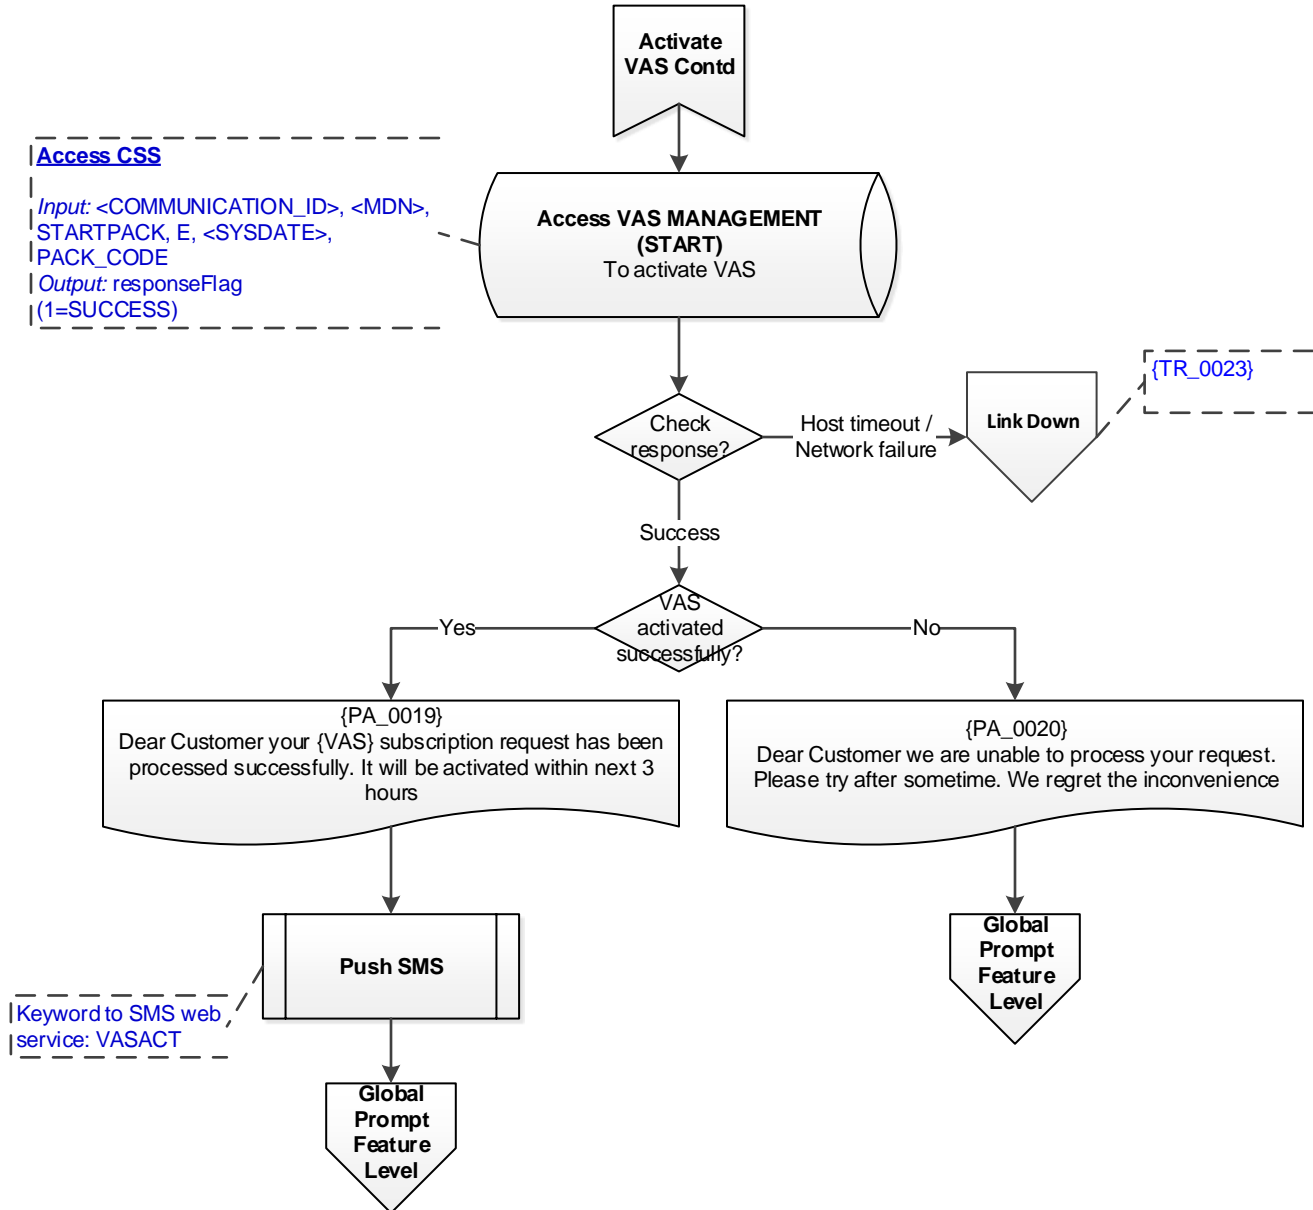 Activate
VAS Contd
Access CSS
Input: <COMMUNICATION_ID>, <MDN>,
STARTPACK, E, <SYSDATE>,
PACK_CODE
Output: responseFlag
(1=SUCCESS)
Access VAS MANAGEMENT
(START)
To activate VAS
{TR_0023}
Check
response?
Host timeout /
Network failure
Link Down
Success
VAS
activated
successfully?
Yes
No
{PA_0019}
Dear Customer your {VAS} subscription request has been
processed successfully. It will be activated within next 3
hours
{PA_0020}
Dear Customer we are unable to process your request.
Please try after sometime. We regret the inconvenience
Push SMS
Global
Prompt
Feature
Level
Keyword to SMS web
service: VASACT
Global
Prompt
Feature
Level